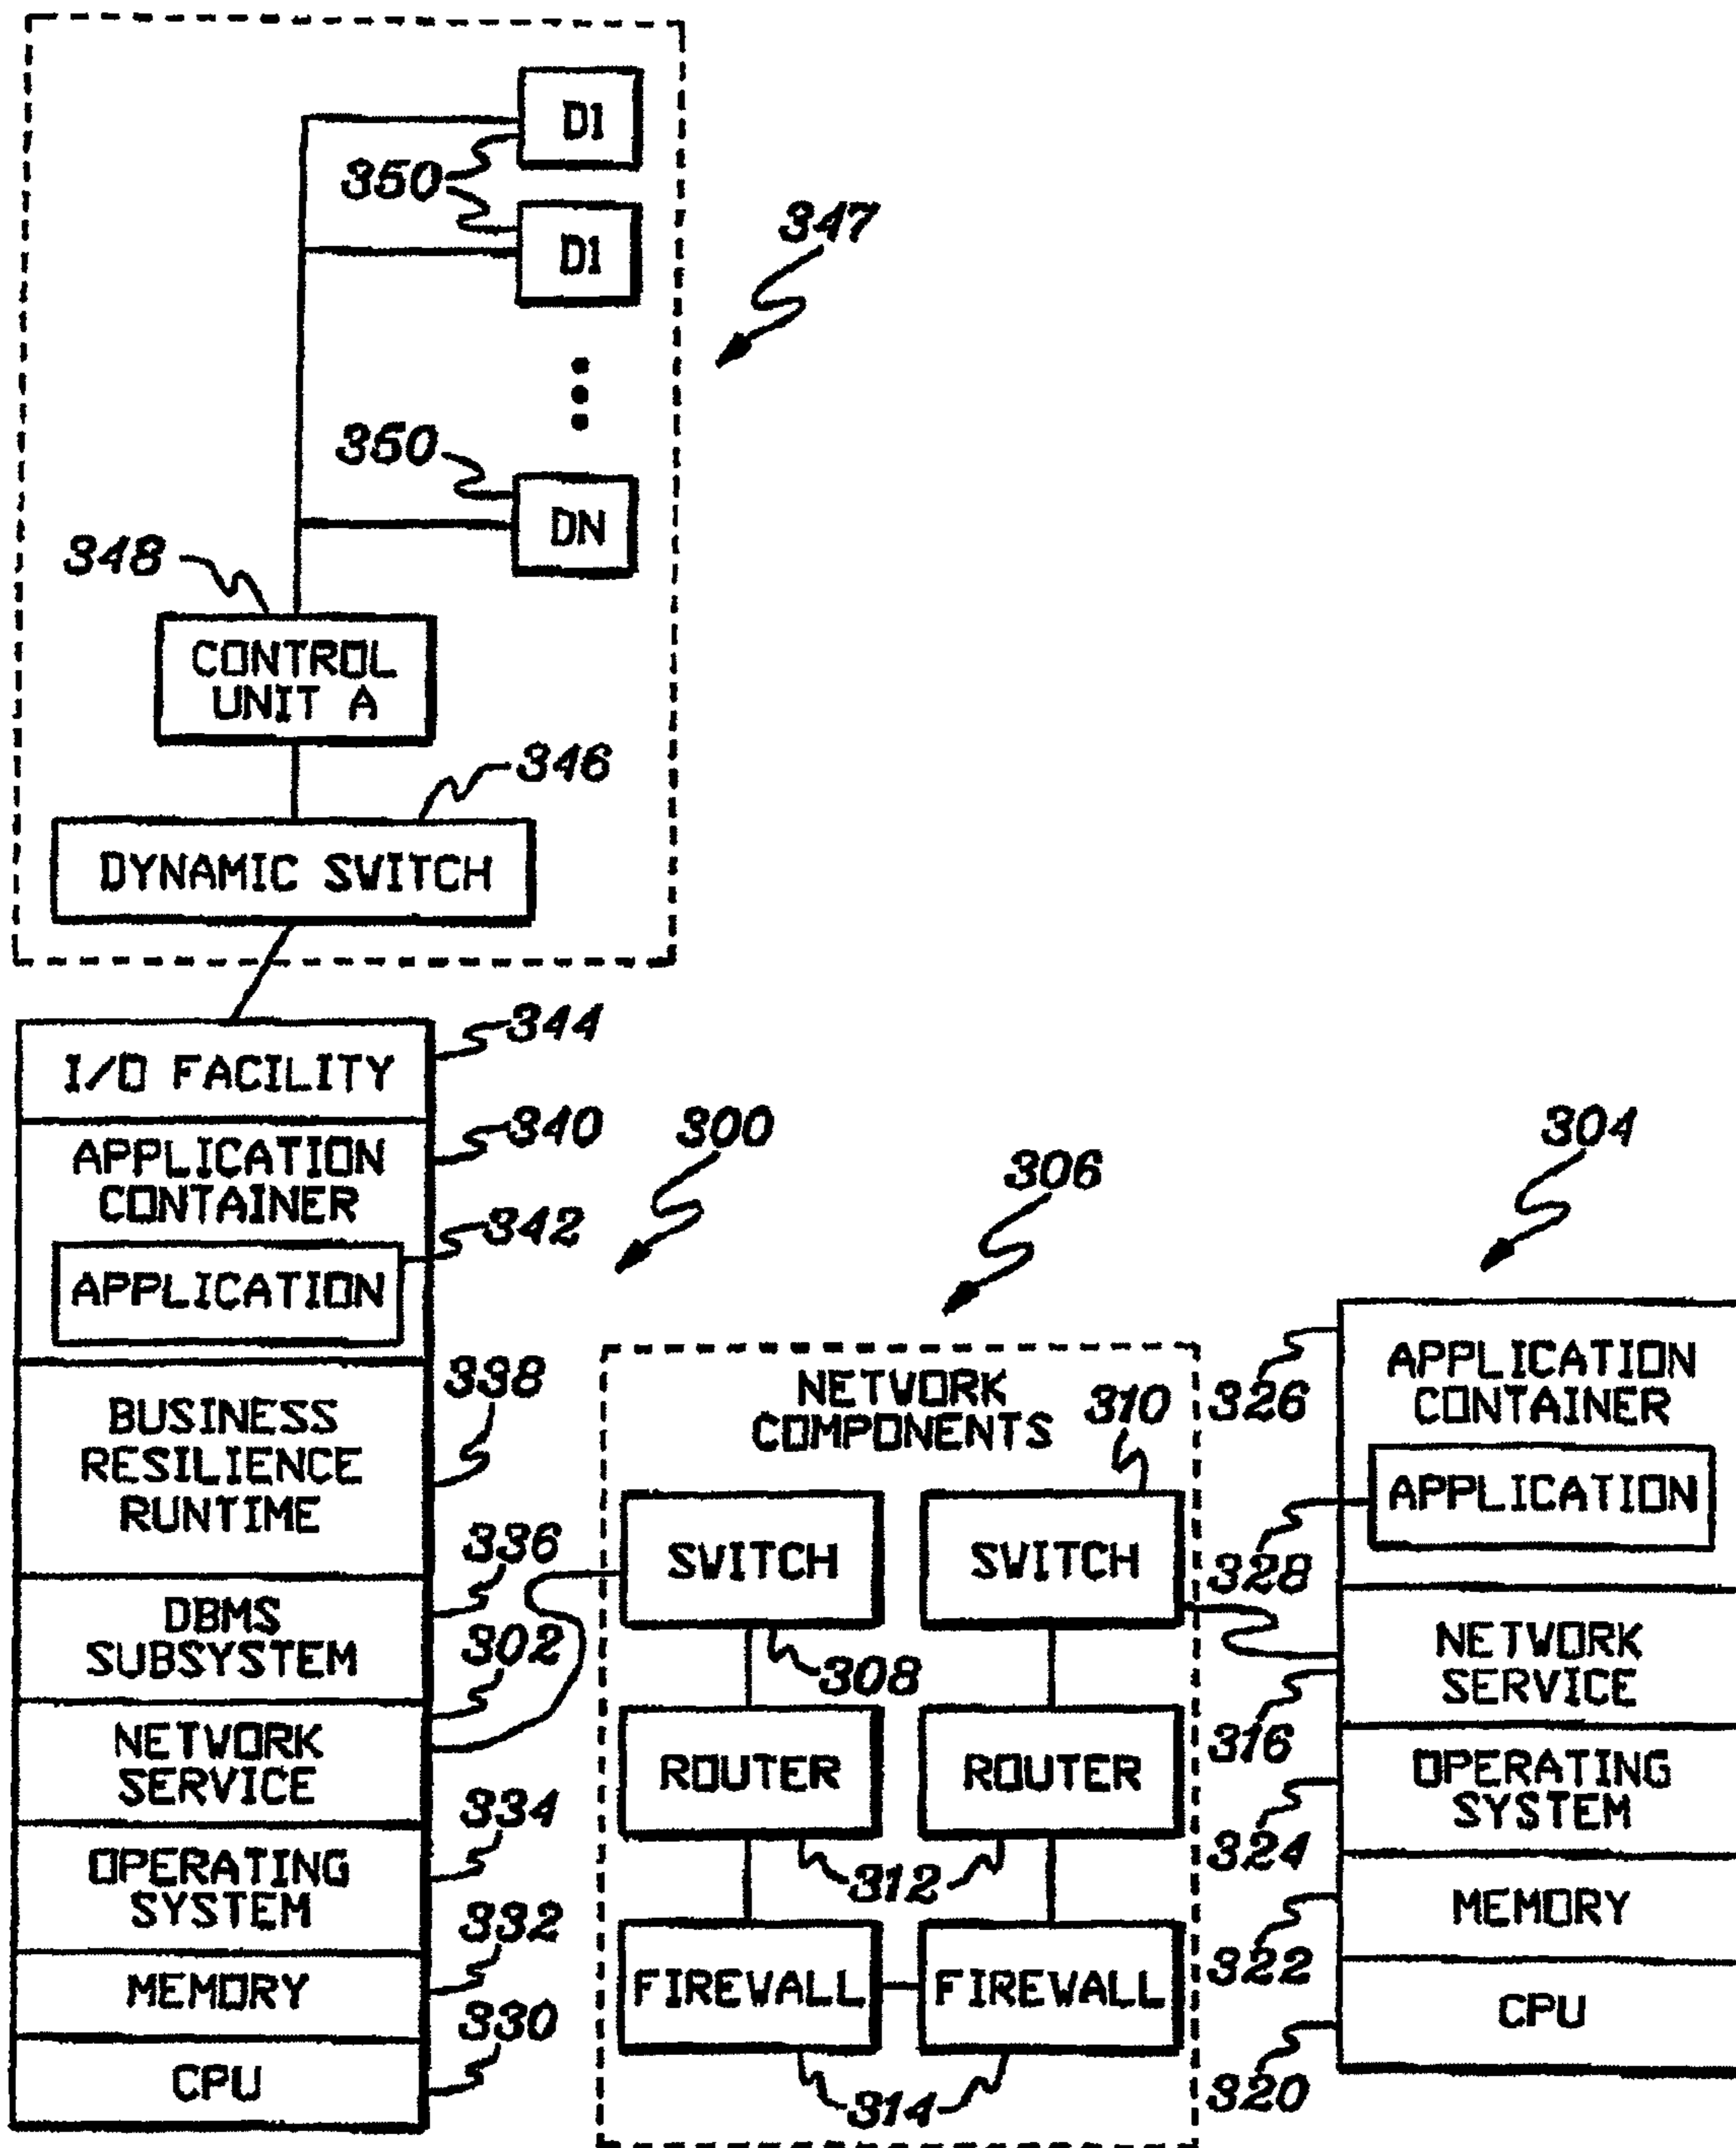 D1
350
D1
347
350
DN
348
CONTROL
UNIT A
346
DYNAMIC SWITCH
I/O FACILITY
344
APPLICATION
CONTAINER
340
APPLICATION
342
BUSINESS
RESILIENCE
RUNTIME
338
DBMS
SUBSYSTEM
336
NETWORK
SERVICE
302
OPERATING
SYSTEM
334
MEMORY
332
CPU
330
300
306
NETWORK
COMPONENTS
310
SWITCH
SWITCH
308
ROUTER
ROUTER
312
FIREWALL
FIREWALL
314
304
326
APPLICATION
CONTAINER
328
APPLICATION
316
NETWORK
SERVICE
324
OPERATING
SYSTEM
322
MEMORY
320
CPU